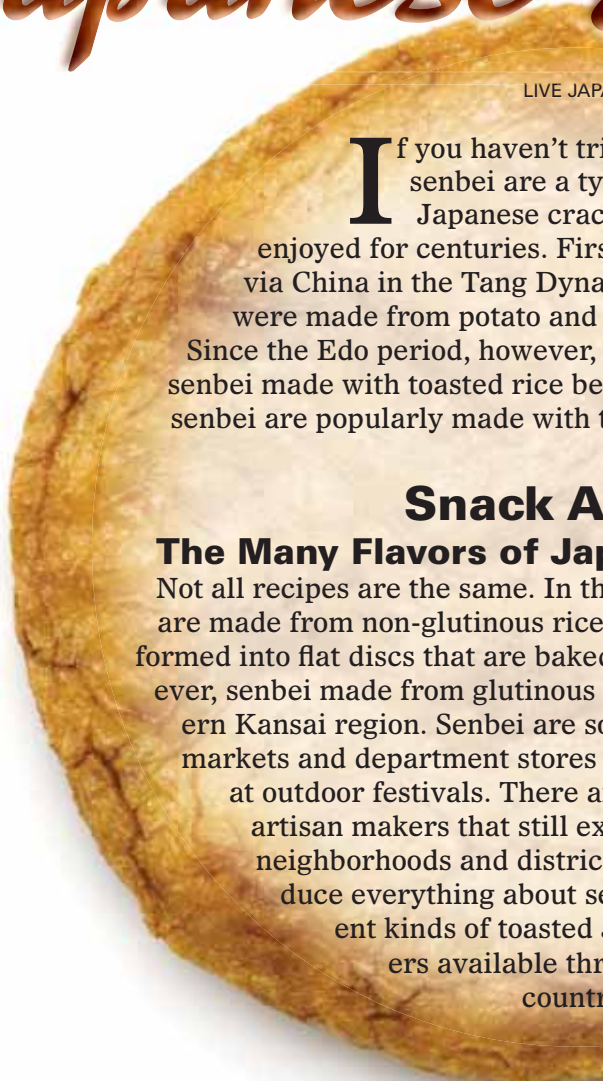 LIVE JAPA
If you haven't tri
senbei are a ty
Japanese crac
enjoyed for centuries. Firs
via China in the Tang Dyna
were made from potato and
Since the Edo period, however,
senbei made with toasted rice be
senbei are popularly made with t
Snack A
The Many Flavors of Jap
Not all recipes are the same. In th
are made from non-glutinous rice
formed into flat discs that are baked
ever, senbei made from glutinous
ern Kansai region. Senbei are so
markets and department stores
at outdoor festivals. There a
artisan makers that still ex
neighborhoods and distric
duce everything about se
ent kinds of toasted
ers available thr
countr